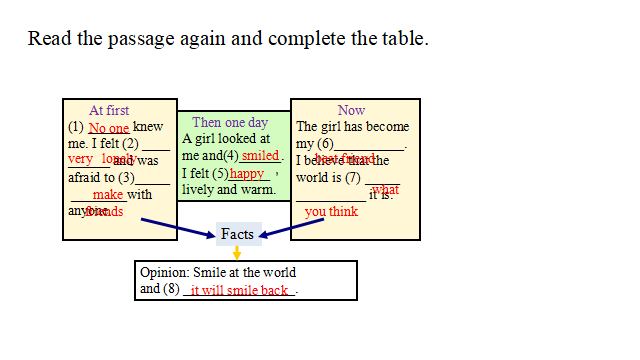 Read the passage again and complete the table.
At first
(1) No one knew
me. I felt (2) ____
very lonely and was
afraid to (3)____
make with
anyone. friends
Then one day
A girl looked at
me and(4) smiled.
I felt (5)happy ,
lively and warm.
Now
The girl has become
my (6)__________.
best friend
I believe that the
world is (7) ____
what
it is.
you think
Facts
Opinion: Smile at the world
and (8) it will smile back .